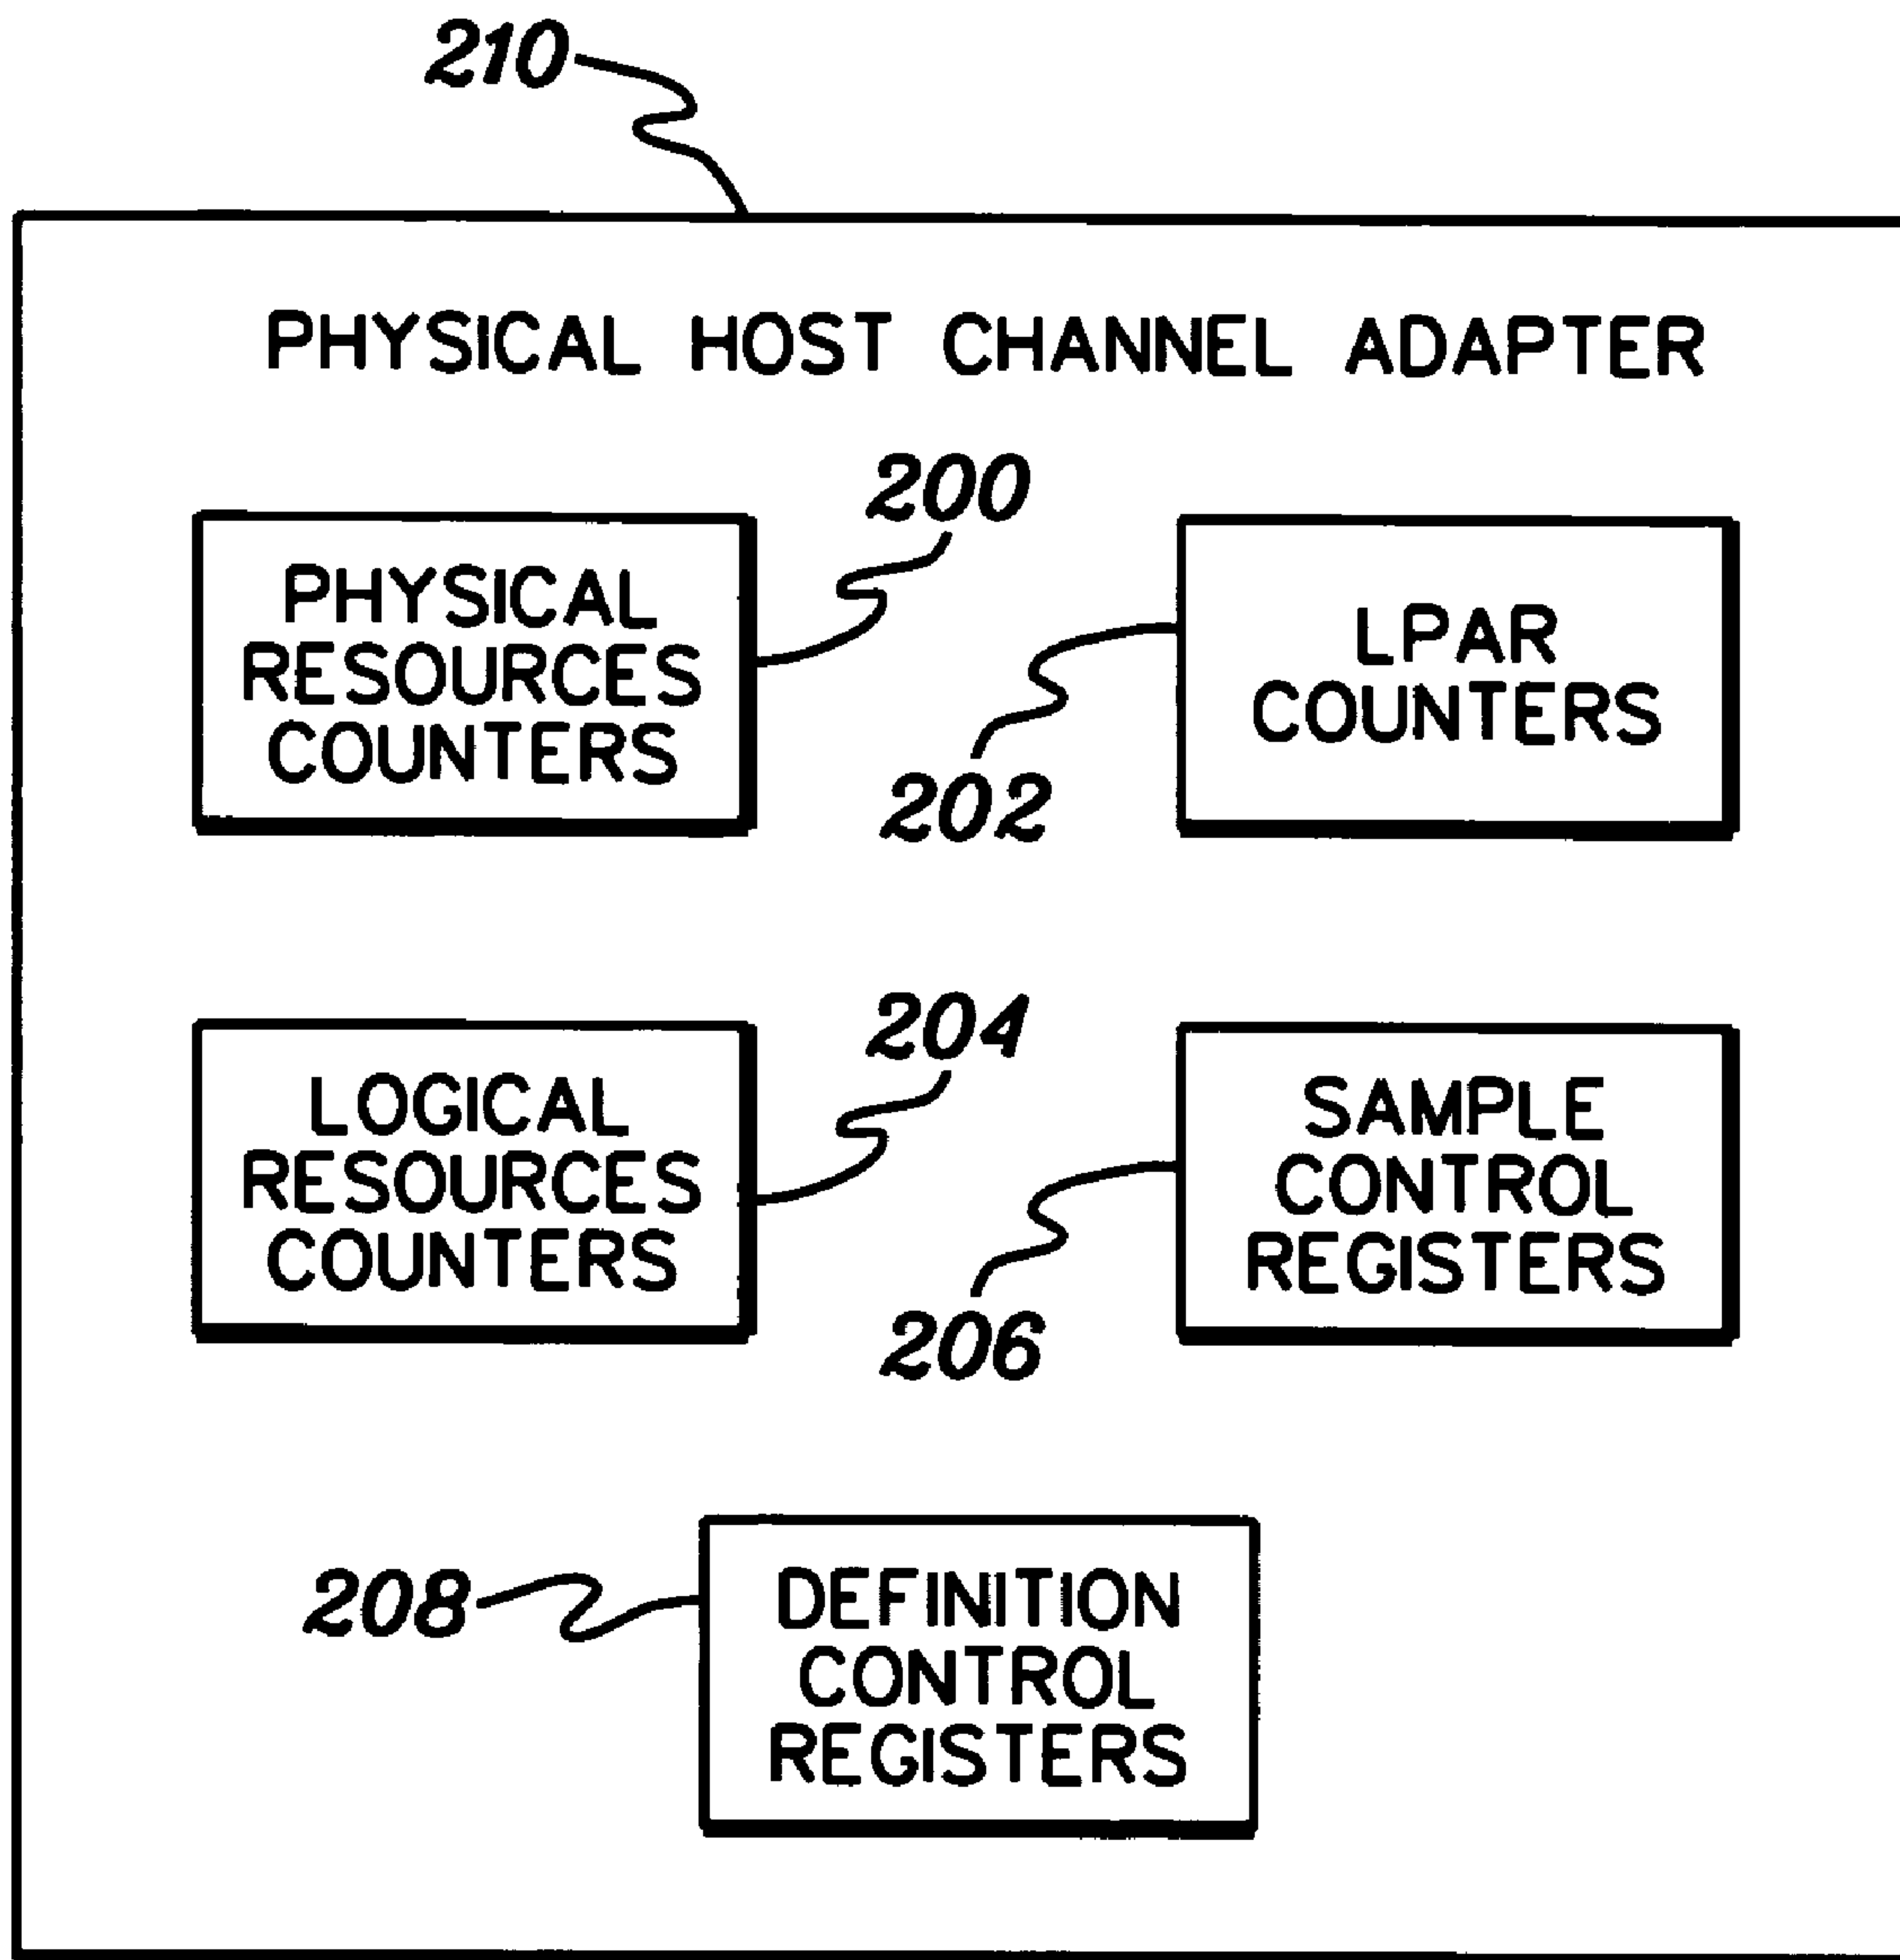 210
PHYSICAL HOST CHANNEL ADAPTER
200
PHYSICAL
RESOURCES
COUNTERS
LPAR
COUNTERS
202
204
LOGICAL
RESOURCES
COUNTERS
SAMPLE
CONTROL
REGISTERS
206
208
DEFINITION
CONTROL
REGISTERS